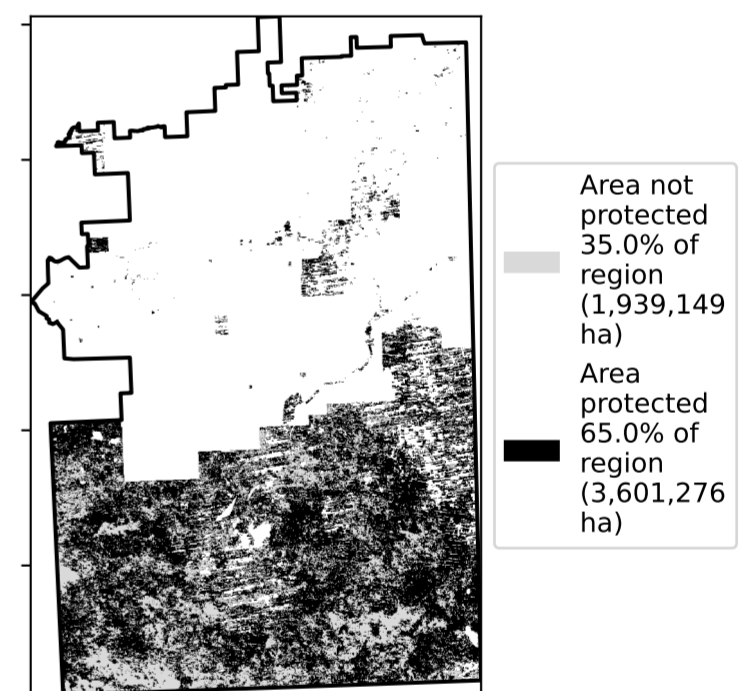 Area not
protected
35.0% of
region
(1,939,149
ha)
Area
protected
65.0% of
region
(3,601,276
ha)